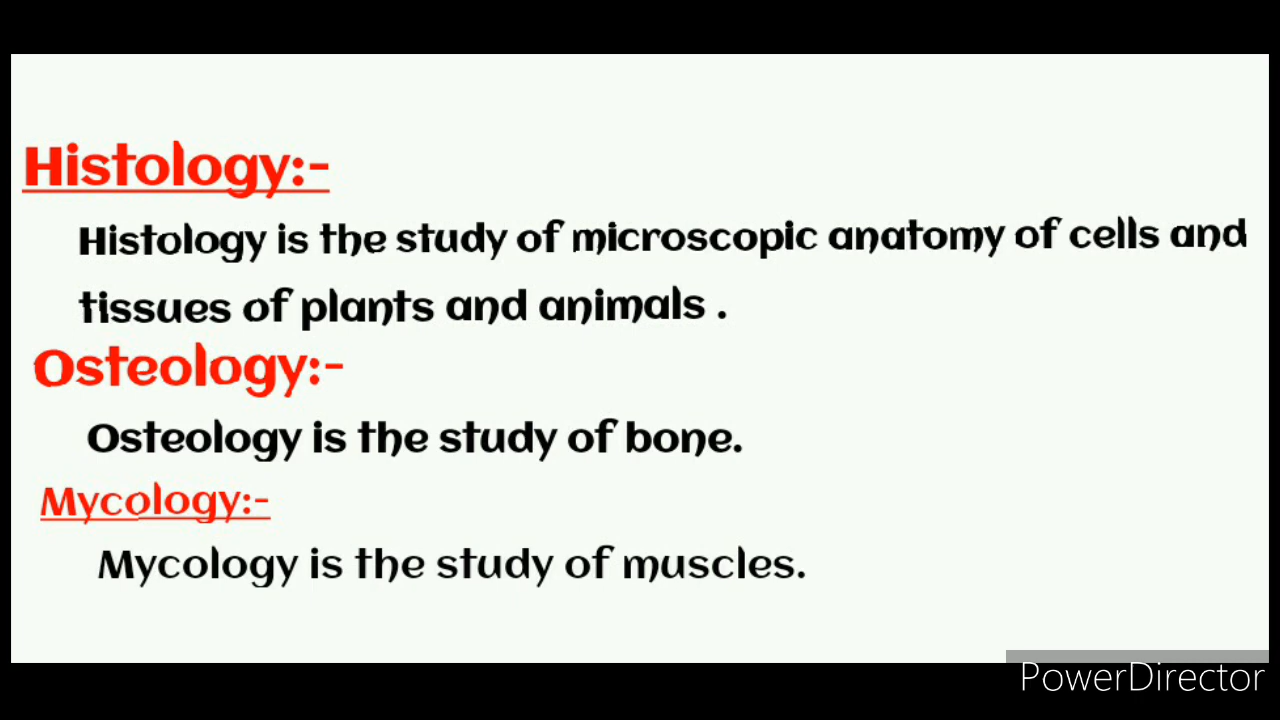 Histology:-
Histology is the study of microscopic anatomy of cells and
tissues of plants and animals .
Osteology:-
Osteology is the study of bone.
Mycology:-
Mycology is the study of muscles.
PowerDirector